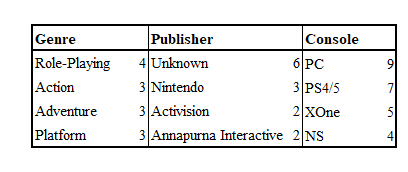 Genre Publisher Console
Role-Playing 4 Unknown 6 PC 9
Action 3 Nintendo 3 PS4/5 7
Adventure 3 Activision 2 XOne 5
Platform 3 Annapurna Interactive 2 NS 4